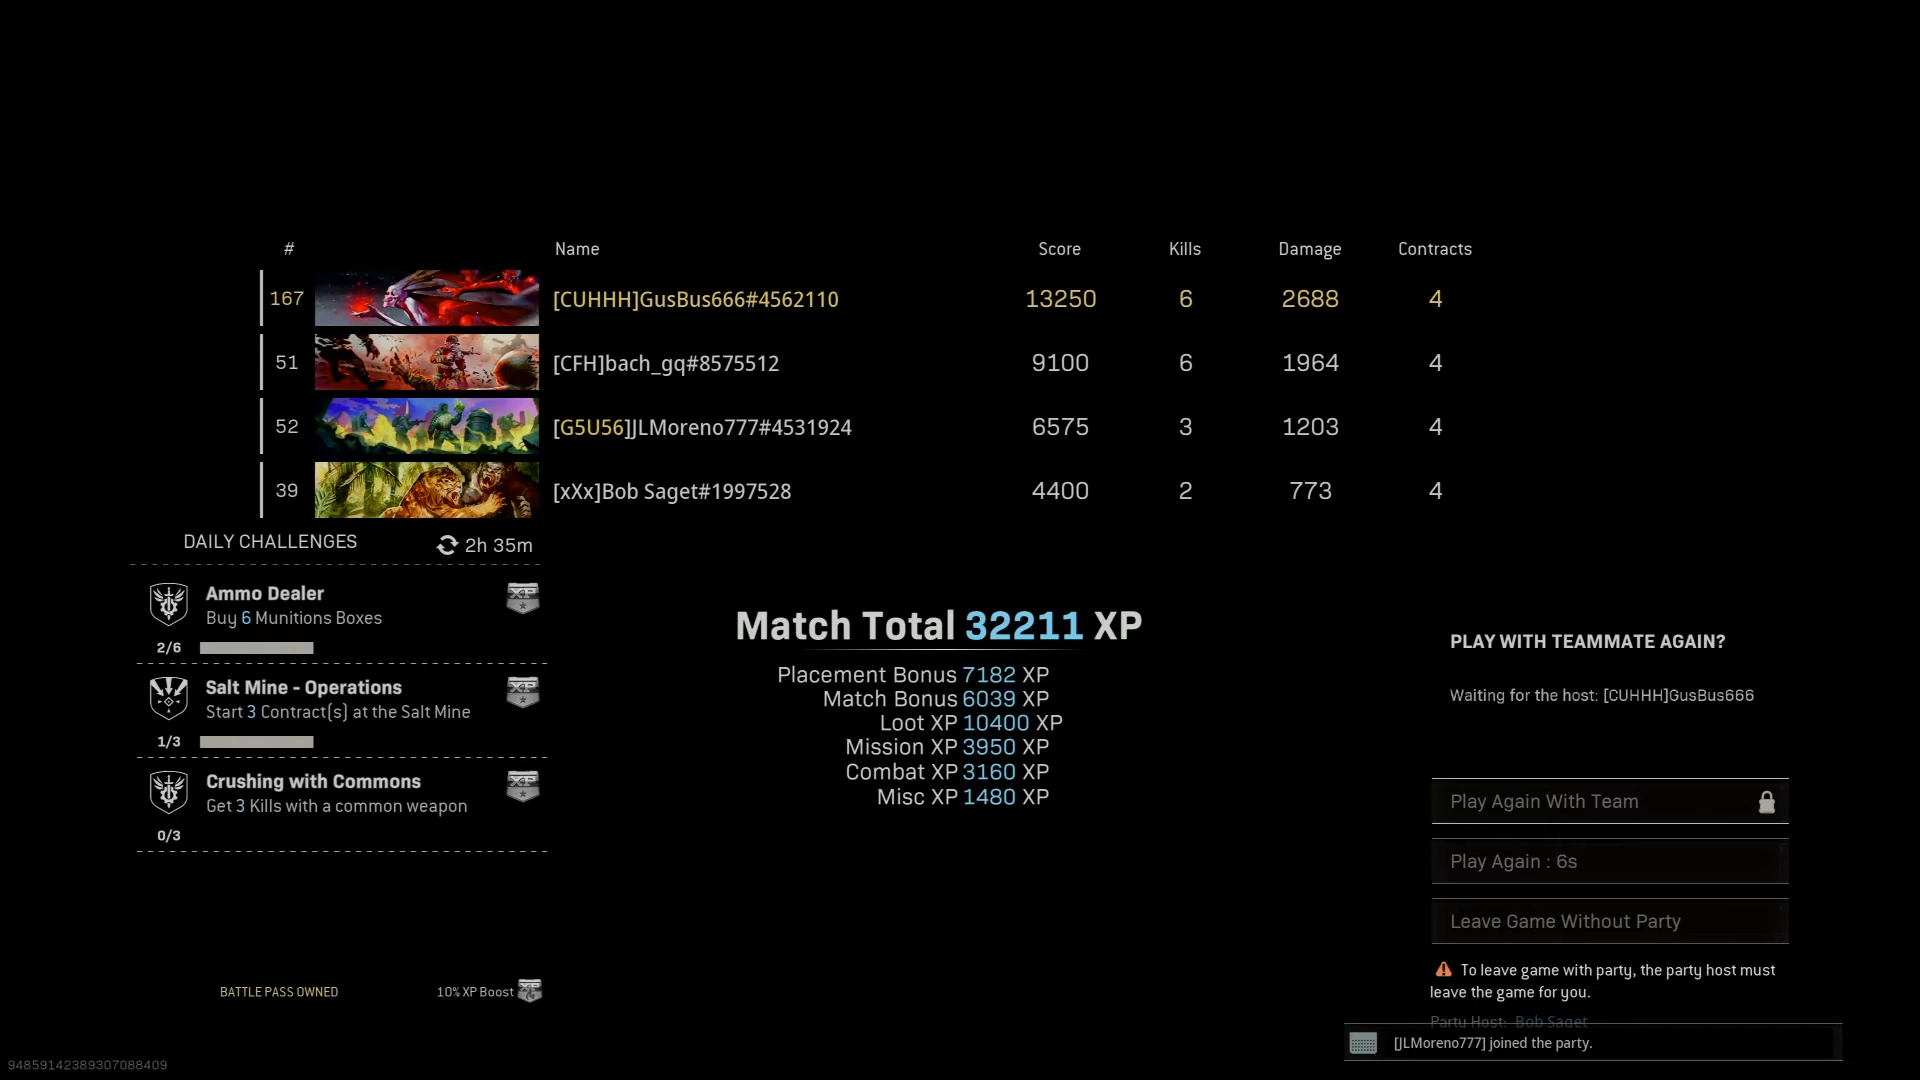 # Name Score Kills Damage Contracts
167 [CUHHH]GusBus666#4562110 13250 6 2688 4
51 [CFH]bach_gq#8575512 9100 6 1964 4
52 [G5U56]JLMoreno777#4531924 6575 3 1203 4
39 [xXx]Bob Saget#1997528 4400 2 773 4
DAILY CHALLENGES 2h 35m
Ammo Dealer
XP
Buy 6 Munitions Boxes
2/6
Salt Mine - Operations
XP
Start 3 Contract(s) at the Salt Mine
1/3
Crushing with Commons
XP
Get 3 Kills with a common weapon
0/3
BATTLE PASS OWNED 10% XP Boost
Match Total 32211 XP
Placement Bonus 7182 XP
Match Bonus 6039 XP
Loot XP 10400 XP
Mission XP 3950 XP
Combat XP 3160 XP
Misc XP 1480 XP
PLAY WITH TEAMMATE AGAIN?
Waiting for the host: [CUHHH]GusBus666
Play Again With Team
Play Again : 6s
Leave Game Without Party
To leave game with party, the party host must
leave the game for you.
Party Host: Bob Saget
[JLMoreno777] joined the party.
94859142389307088409